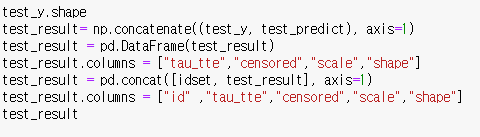 test_y.shape
test_result= np.concatenate((test_y, test_predict), axis=1)
test_result = pd.DataFrame(test_result)
test_result.columns = ["tau_tte","censored","scale","shape"]
test_result = pd.concat([idset, test_result], axis=1)
test_result.columns = ["id" ,"tau_tte","censored","scale","shape"]
test_result